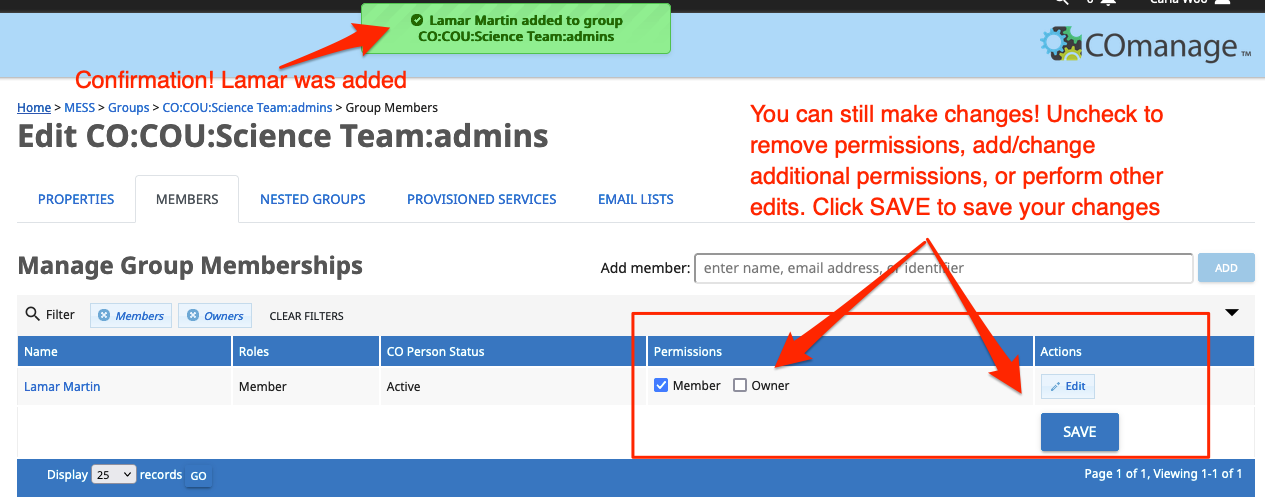 Lamar Martin added to group
CO:COU:Science Team:admins
COmanage™
Confirmation! Lamar was added
Home > MESS > Groups > CO:COU:Science Team:admins > Group Members
Edit CO:COU:Science Team:admins
You can still make changes! Uncheck to
remove permissions, add/change
additional permissions, or perform other
edits. Click SAVE to save your changes
PROPERTIES MEMBERS NESTED GROUPS PROVISIONED SERVICES EMAIL LISTS
Manage Group Memberships
Add member: enter name, email address, or identifier ADD
Filter Members Owners CLEAR FILTERS
Name Roles CO Person Status Permissions Actions
Lamar Martin Member Active Member Owner Edit
SAVE
Display 25 records GO Page 1 of 1, Viewing 1-1 of 1